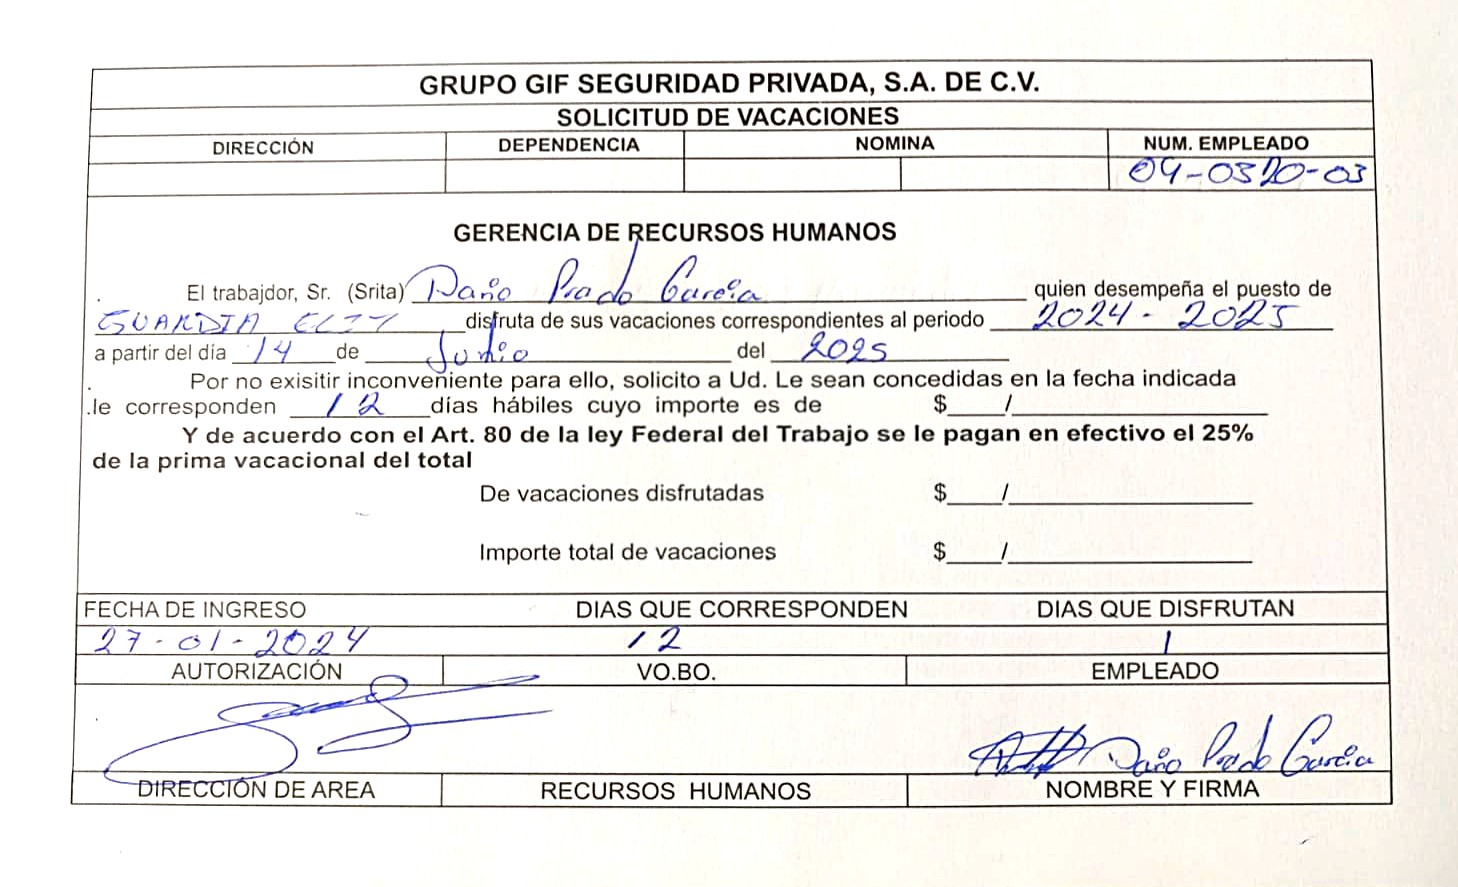 GRUPO GIF SEGURIDAD PRIVADA, S.A. DE C.V.
SOLICITUD DE VACACIONES
DIRECCIÓN DEPENDENCIA NOMINA NUM. EMPLEADO
04-0320-03
GERENCIA DE RECURSOS HUMANOS
El trabajdor, Sr. (Srita) Dario Prado García quien desempeña el puesto de
GUARDIA disfruta de sus vacaciones correspondientes al periodo 2024 - 2025
a partir del día 14 de Junio del 2025
Por no exisitir inconveniente para ello, solicito a Ud. Le sean concedidas en la fecha indicada
.le corresponden 12 días hábiles cuyo importe es de $ /
Y de acuerdo con el Art. 80 de la ley Federal del Trabajo se le pagan en efectivo el 25%
de la prima vacacional del total
De vacaciones disfrutadas $ /
Importe total de vacaciones $ /
FECHA DE INGRESO DIAS QUE CORRESPONDEN DIAS QUE DISFRUTAN
27-01-2024 12 1
AUTORIZACIÓN VO.BO. EMPLEADO
Dario Prado García
DIRECCIÓN DE AREA RECURSOS HUMANOS NOMBRE Y FIRMA